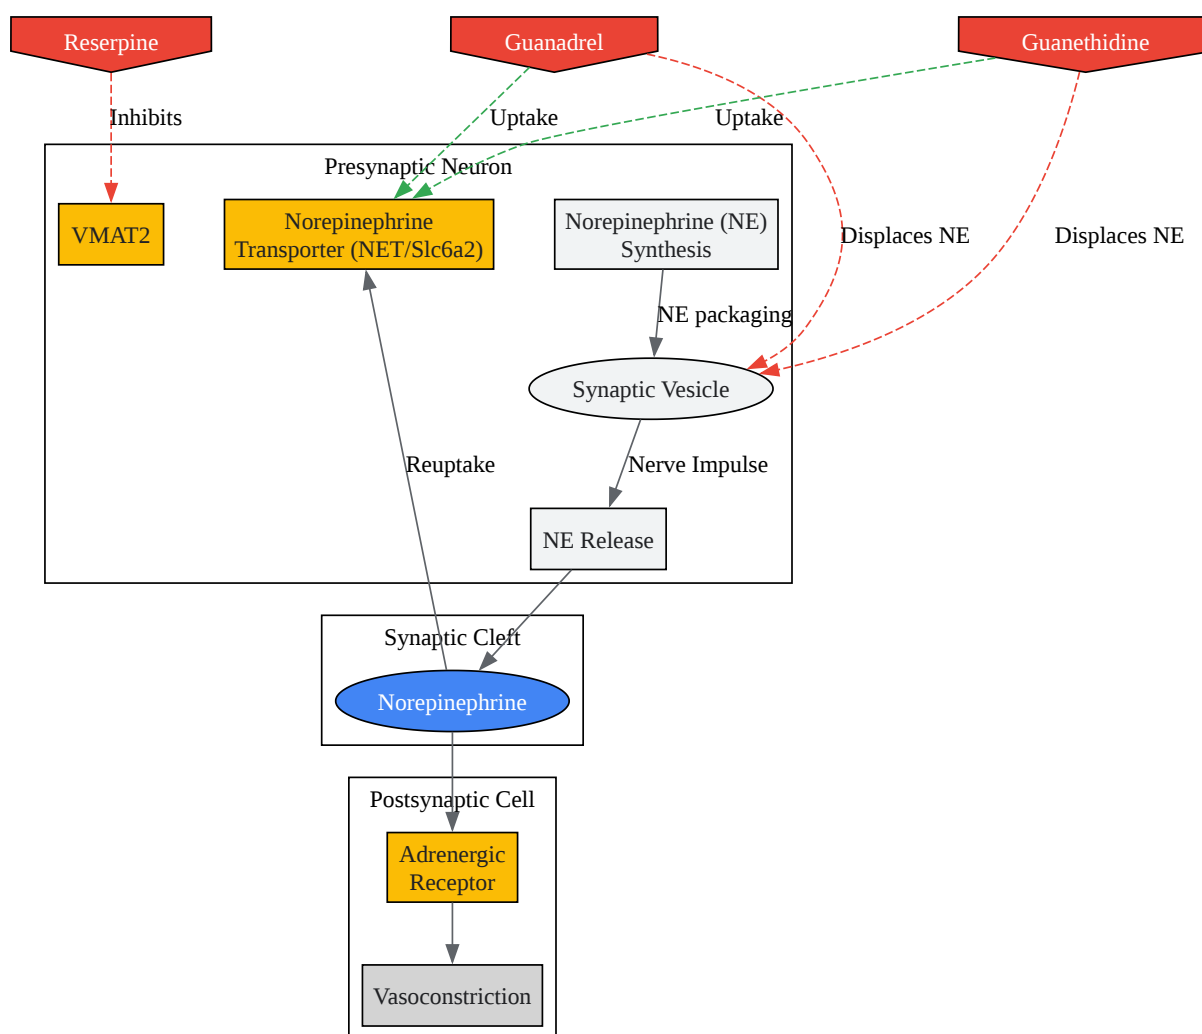 Reserpine
Guanadrel
Guanethidine
Inhibits
Uptake
Uptake
Presynaptic Neuron
VMAT2
Norepinephrine
Transporter (NET/Slc6a2)
Norepinephrine (NE)
Synthesis
Displaces NE
Displaces NE
NE packaging
Synaptic Vesicle
Reuptake
Nerve Impulse
NE Release
Synaptic Cleft
Norepinephrine
Postsynaptic Cell
Adrenergic
Receptor
Vasoconstriction